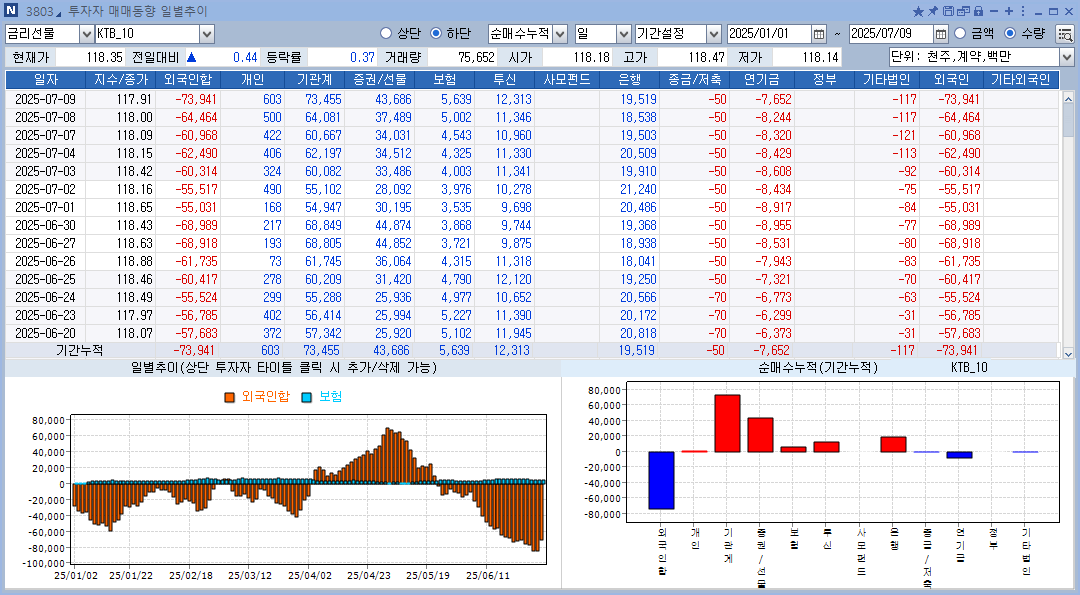 N 3803 투자자 매매동향 일별추이
금리선물 KTB_10 상단 하단 순매수누적 일 기간설정 2025/01/01 ~ 2025/07/09 금액 수량
현재가 118.35 전일대비 ▲ 0.44 등락률 0.37 거래량 75,652 시가 118.18 고가 118.47 저가 118.14 단위: 천주,계약,백만
일자 지수/종가 외국인합 개인 기관계 증권/선물 보험 투신 사모펀드 은행 종금/저축 연기금 정부 기타법인 외국인 기타외국인
2025-07-09 117.91 -73,941 603 73,455 43,686 5,639 12,313 19,519 -50 -7,652 -117 -73,941
2025-07-08 118.00 -64,464 500 64,081 37,489 5,002 11,346 18,538 -50 -8,244 -117 -64,464
2025-07-07 118.09 -60,968 422 60,667 34,031 4,543 10,960 19,503 -50 -8,320 -121 -60,968
2025-07-04 118.15 -62,490 406 62,197 34,512 4,325 11,330 20,509 -50 -8,429 -113 -62,490
2025-07-03 118.42 -60,314 324 60,082 33,486 4,003 11,341 19,910 -50 -8,608 -92 -60,314
2025-07-02 118.16 -55,517 490 55,102 28,092 3,976 10,278 21,240 -50 -8,434 -75 -55,517
2025-07-01 118.65 -55,031 168 54,947 30,195 3,535 9,698 20,486 -50 -8,917 -84 -55,031
2025-06-30 118.43 -68,989 217 68,849 44,874 3,868 9,744 19,368 -50 -8,955 -77 -68,989
2025-06-27 118.63 -68,918 193 68,805 44,852 3,721 9,875 18,938 -50 -8,531 -80 -68,918
2025-06-26 118.88 -61,735 73 61,745 36,064 4,315 11,318 18,041 -50 -7,943 -83 -61,735
2025-06-25 118.46 -60,417 278 60,209 31,420 4,790 12,120 19,250 -50 -7,321 -70 -60,417
2025-06-24 118.49 -55,524 299 55,288 25,936 4,977 10,652 20,566 -70 -6,773 -63 -55,524
2025-06-23 117.97 -56,785 402 56,414 25,994 5,227 11,390 20,172 -70 -6,299 -31 -56,785
2025-06-20 118.07 -57,683 372 57,342 25,920 5,102 11,945 20,818 -70 -6,373 -31 -57,683
기간누적 -73,941 603 73,455 43,686 5,639 12,313 19,519 -50 -7,652 -117 -73,941
일별추이(상단 투자자 타이틀 클릭 시 추가/삭제 가능)
외국인합 보험
80,000
60,000
40,000
20,000
0
-20,000
-40,000
-60,000
-80,000
-100,000
25/01/02 25/01/22 25/02/18 25/03/12 25/04/02 25/04/23 25/05/19 25/06/11
순매수누적(기간누적) KTB_10
80,000
60,000
40,000
20,000
0
-20,000
-40,000
-60,000
-80,000
외국인합 개인 기관계 증권/선물 보험 투신 사모펀드 은행 종금/저축 연기금 정부 기타법인